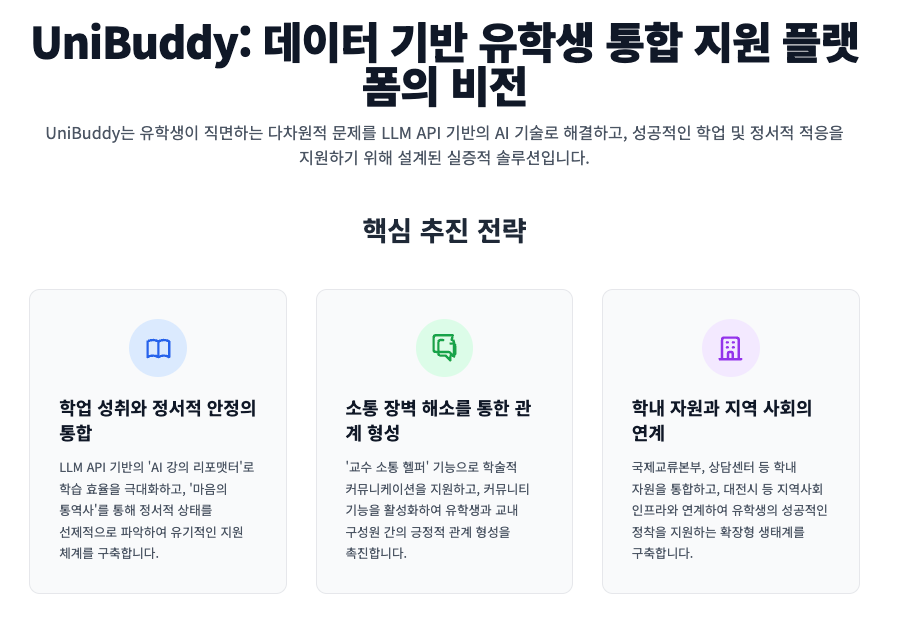 UniBuddy: 데이터 기반 유학생 통합 지원 플랫
폼의 비전
UniBuddy는 유학생이 직면하는 다차원적 문제를 LLM API 기반의 AI 기술로 해결하고, 성공적인 학업 및 정서적 적응을
지원하기 위해 설계된 실증적 솔루션입니다.
핵심 추진 전략
학업 성취와 정서적 안정의
통합
LLM API 기반의 'AI 강의 리포맷터'로
학습 효율을 극대화하고, '마음의
통역사'를 통해 정서적 상태를
선제적으로 파악하여 유기적인 지원
체계를 구축합니다.
소통 장벽 해소를 통한 관
계 형성
'교수 소통 헬퍼' 기능으로 학술적
커뮤니케이션을 지원하고, 커뮤니티
기능을 활성화하여 유학생과 교내
구성원 간의 긍정적 관계 형성을
촉진합니다.
학내 자원과 지역 사회의
연계
국제교류본부, 상담센터 등 학내
자원을 통합하고, 대전시 등 지역사회
인프라와 연계하여 유학생의 성공적인
정착을 지원하는 확장형 생태계를
구축합니다.